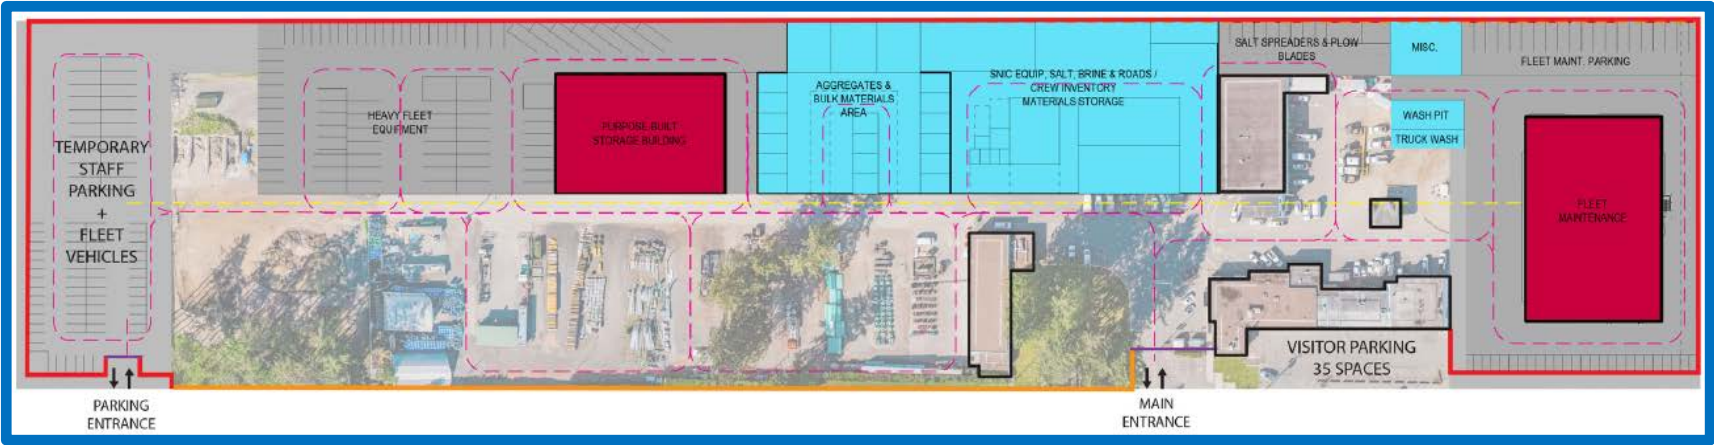 SALT SPREADERS & PLOW
BLADES
MISC.
FLEET MAINT. PARKING
SNIC EQUIP, SALT, BRINE & ROADS /
CREW INVENTORY
MATERIALS STORAGE
AGGREGATES &
BULK MATERIALS
AREA
HEAVY FLEET
EQUIPMENT
PURPOSE BUILT
STORAGE BUILDING
WASH PIT
TRUCK WASH
TEMPORARY
STAFF
PARKING
+
FLEET
VEHICLES
FLEET
MAINTENANCE
VISITOR PARKING
35 SPACES
PARKING
ENTRANCE
MAIN
ENTRANCE